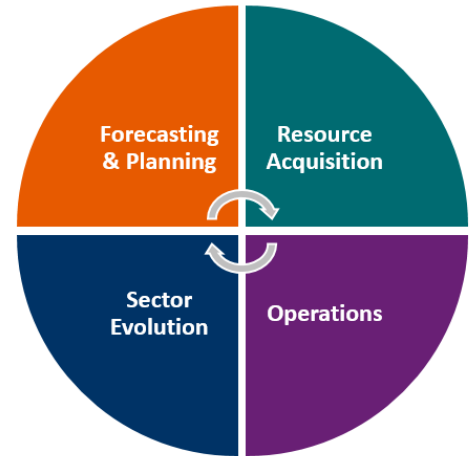 Forecasting
& Planning
Resource
Acquisition
Sector
Evolution
Operations